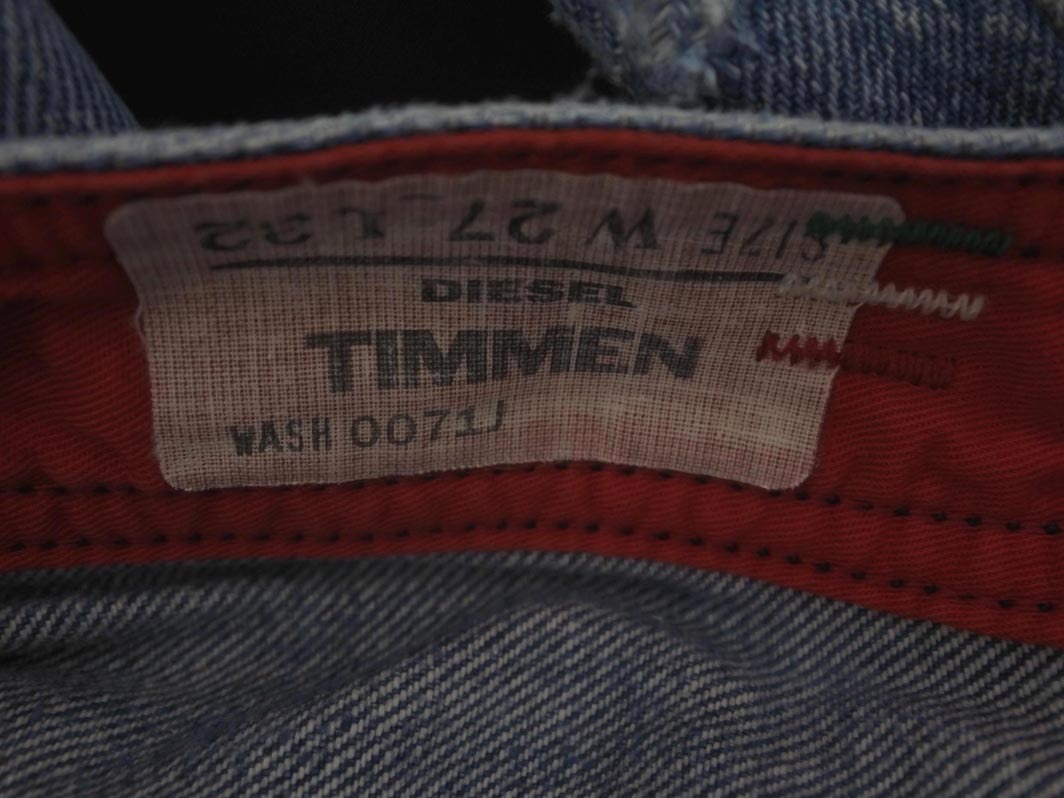 SIZE W 27 L 32
DIESEL
TIMMEN
WASH 0071J